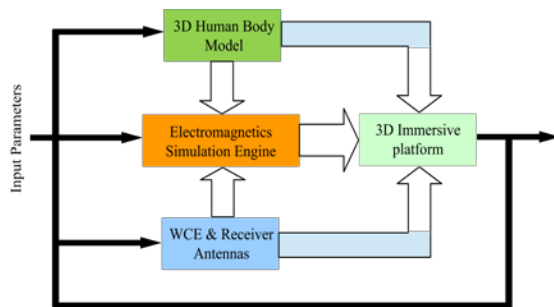 3D Human Body
Model
Input Parameters
Electromagnetics
Simulation Engine
3D Immersive
platform
WCE & Receiver
Antennas